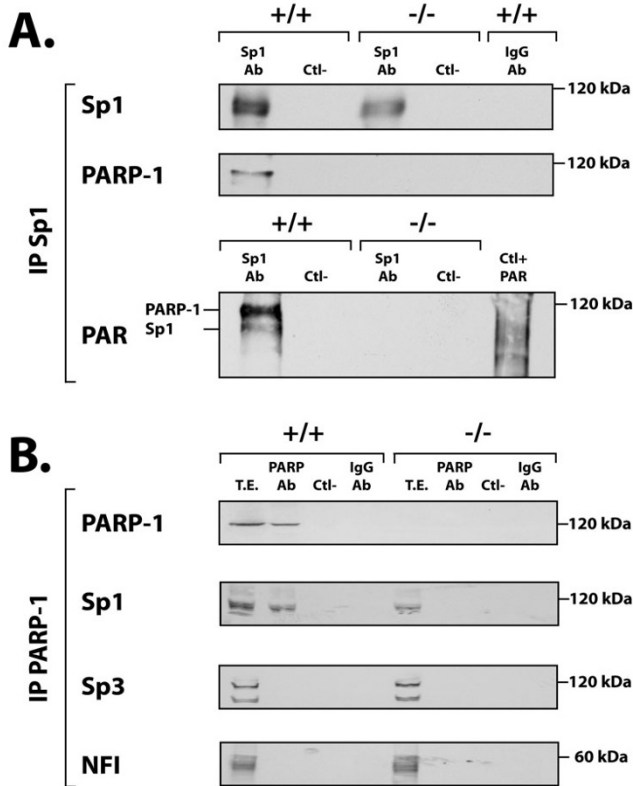 A.
+/+ -/- +/+
Sp1 Ab Ctl- Sp1 Ab Ctl- IgG Ab
Sp1
120 kDa
PARP-1
120 kDa
IP Sp1
+/+ -/-
Sp1 Ab Ctl- Sp1 Ab Ctl- Ctl+ PAR
PARP-1
Sp1
PAR
120 kDa
B.
+/+ -/-
T.E. PARP Ab Ctl- IgG Ab T.E. PARP Ab Ctl- IgG Ab
PARP-1
120 kDa
Sp1
120 kDa
IP PARP-1
Sp3
120 kDa
NFI
60 kDa